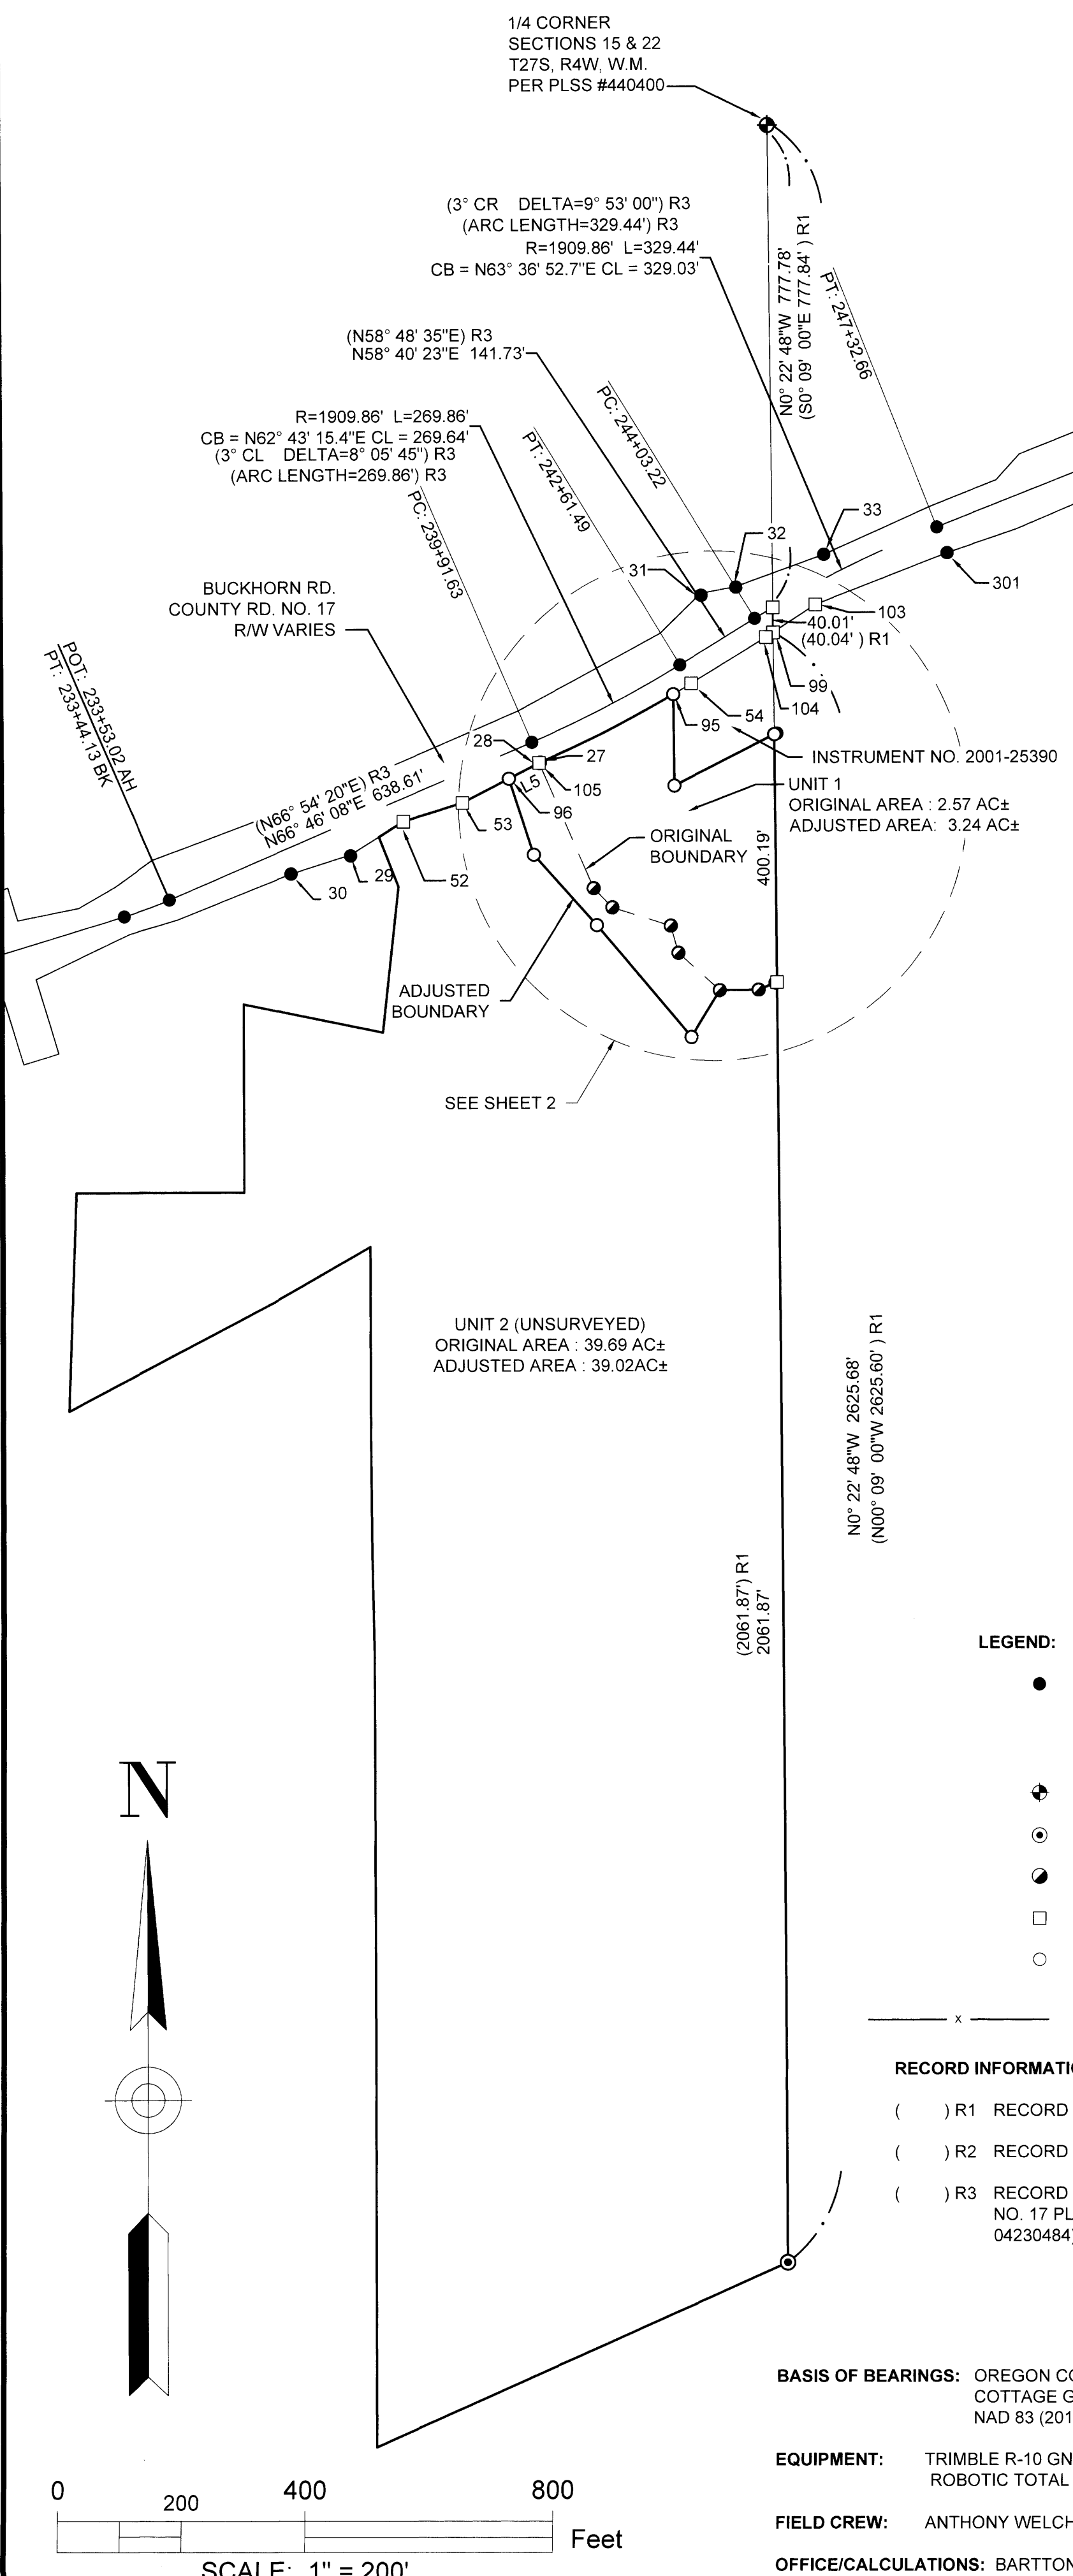 1/4 CORNER
SECTIONS 15 & 22
T27S, R4W, W.M.
PER PLSS #440400
(3° CR DELTA=9° 53' 00") R3
(ARC LENGTH=329.44') R3
R=1909.86' L=329.44'
CB = N63° 36' 52.7"E CL = 329.03'
N0° 22' 48"W 777.78'
(S0° 09' 00"E 777.84' ) R1
PT: 247+32.66
(N58° 48' 35"E) R3
N58° 40' 23"E 141.73'
PC: 244+03.22
R=1909.86' L=269.86'
CB = N62° 43' 15.4"E CL = 269.64'
(3° CL DELTA=8° 05' 45") R3
(ARC LENGTH=269.86') R3
PT: 242+61.49
PC: 239+91.63
33
32
31
301
BUCKHORN RD.
COUNTY RD. NO. 17
R/W VARIES
103
40.01'
(40.04' ) R1
POT: 233+53.02 AH
PT: 233+44.13 BK
99
104
54
95
28
27
INSTRUMENT NO. 2001-25390
(N66° 54' 20"E) R3
N66° 46' 08"E 638.61'
L5
105
96
UNIT 1
ORIGINAL AREA : 2.57 AC±
ADJUSTED AREA: 3.24 AC±
53
ORIGINAL
BOUNDARY
400.19'
29
52
30
ADJUSTED
BOUNDARY
SEE SHEET 2
UNIT 2 (UNSURVEYED)
ORIGINAL AREA : 39.69 AC±
ADJUSTED AREA : 39.02AC±
N0° 22' 48"W 2625.68'
(N00° 09' 00"W 2625.60' ) R1
(2061.87') R1
2061.87'
LEGEND:
N
x
RECORD INFORMATI
( ) R1 RECORD
( ) R2 RECORD
( ) R3 RECORD
NO. 17 PL
04230484)
BASIS OF BEARINGS: OREGON CO
COTTAGE G
NAD 83 (201
EQUIPMENT: TRIMBLE R-10 GN
ROBOTIC TOTAL
FIELD CREW: ANTHONY WELCH
OFFICE/CALCULATIONS: BARTTON
0 200 400 800
Feet
SCALE: 1" = 200'